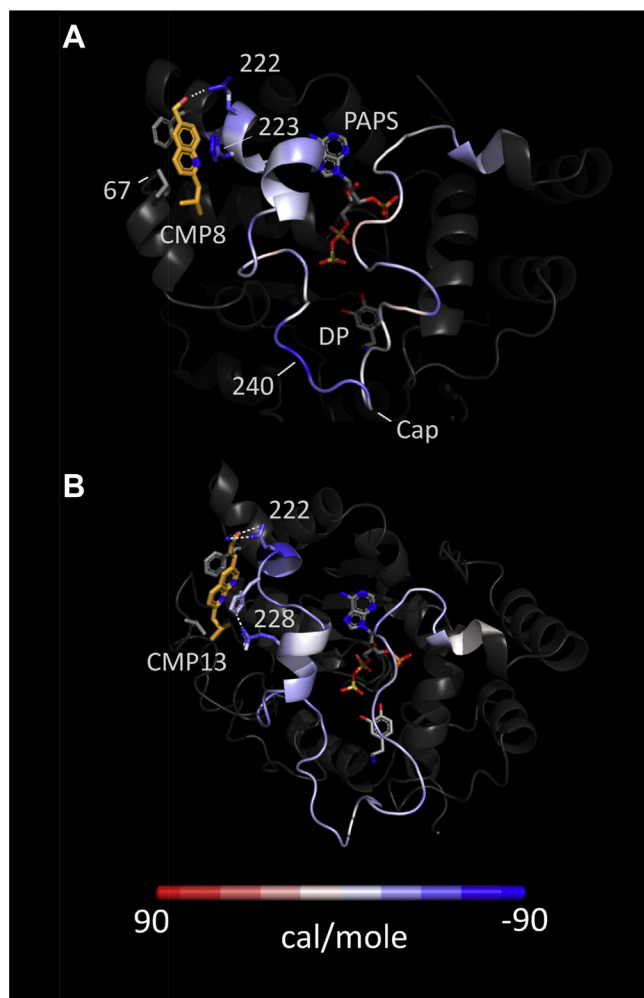 A
222
PAPS
223
67
CMP8
DP
240
Cap
B
222
228
CMP13
90 -90
cal/mole